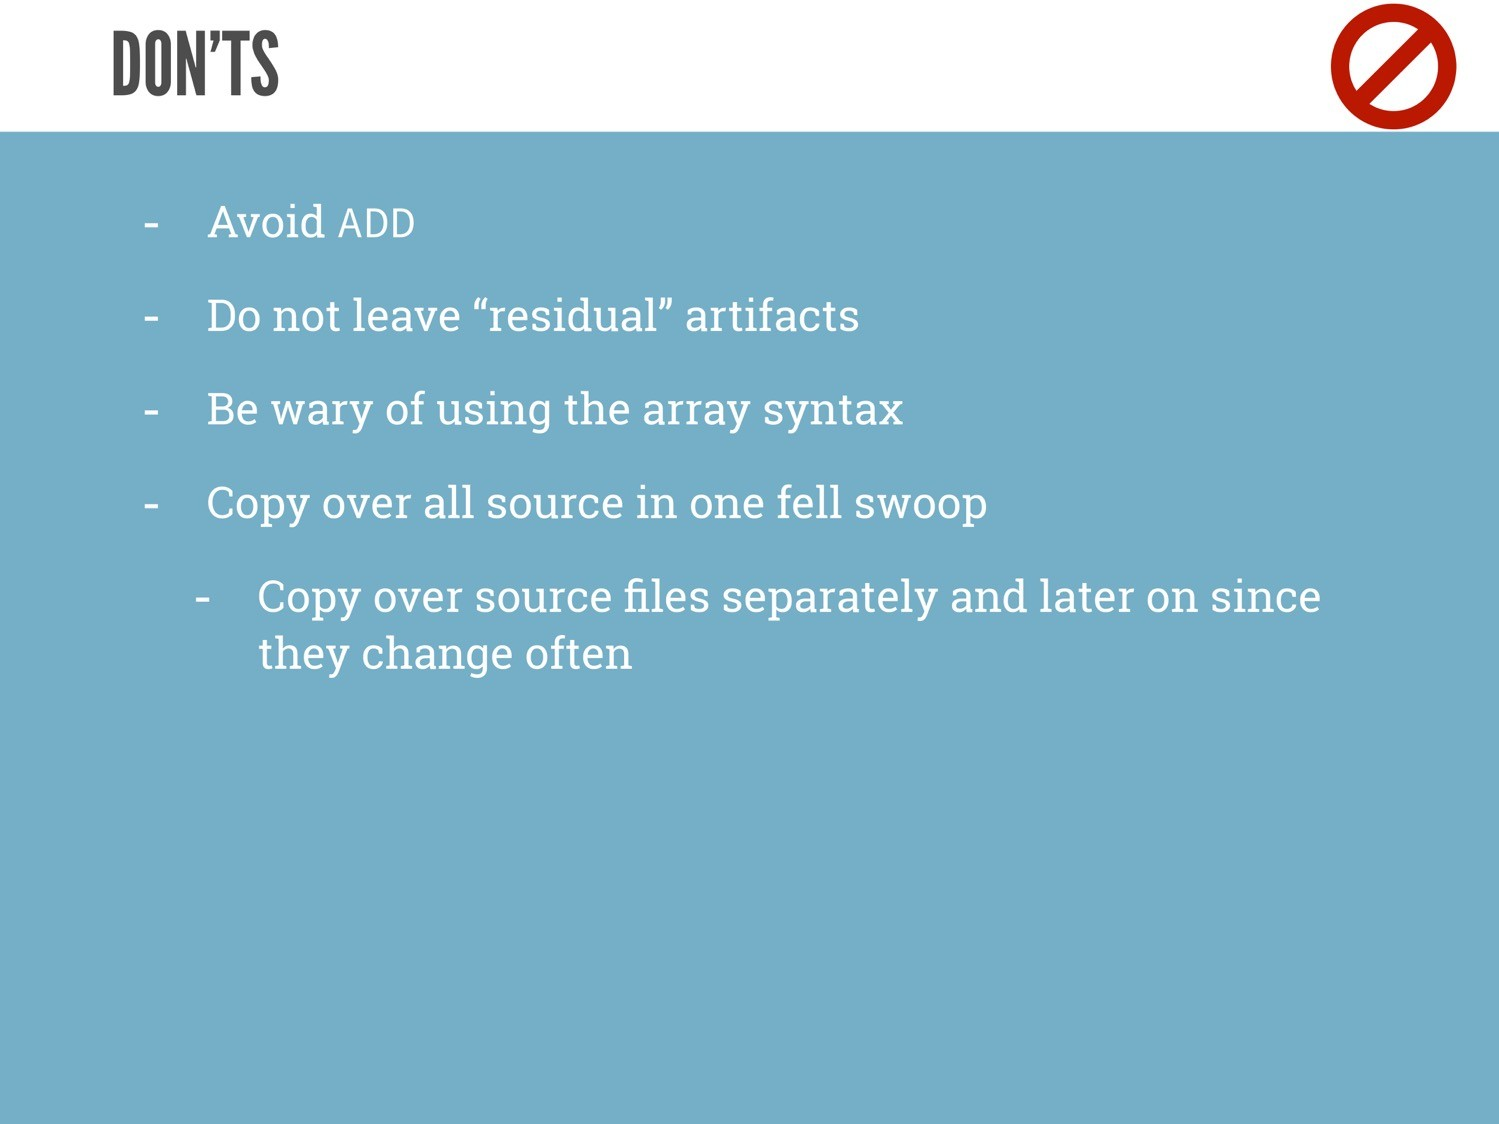 DON’TS
- Avoid ADD
- Do not leave “residual” artifacts
- Be wary of using the array syntax
- Copy over all source in one fell swoop
- Copy over source files separately and later on since
they change often